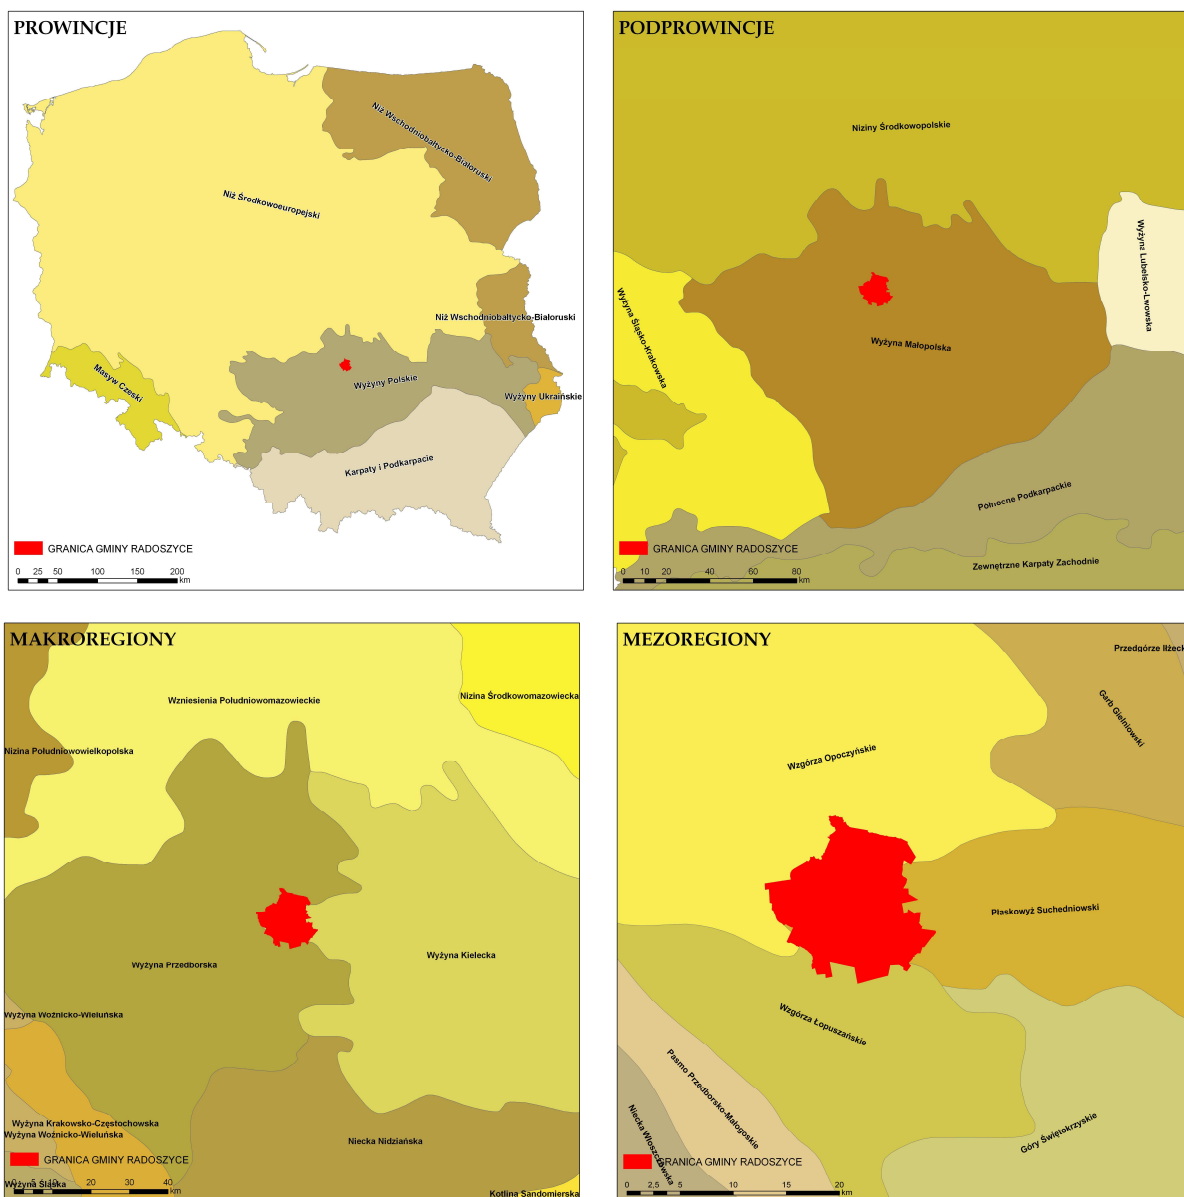 PROWINCJE
Niż Wschodniobałtycko-Białoruski
Niż Środkowoeuropejski
Niż Wschodniobałtycko-Białoruski
Masyw Czeski
Wyżyny Polskie
Wyżyny Ukraińskie
Karpaty i Podkarpacie
GRANICA GMINY RADOSZYCE
0 25 50 100 150 200
km
PODPROWINCJE
Niziny Środkowopolskie
Wyżyna Lubelsko-Lwowska
Wyżyna Śląsko-Krakowska
Wyżyna Małopolska
Północne Podkarpackie
GRANICA GMINY RADOSZYCE
Zewnętrzne Karpaty Zachodnie
0 10 20 40 60 80
km
MAKROREGIONY
Wzniesienia Południowomazowieckie
Nizina Środkowomazowiecka
Nizina Południowowielkopolska
Wyżyna Kielecka
Wyżyna Przedborska
Wyżyna Woźnicko-Wieluńska
Wyżyna Krakowsko-Częstochowska
Wyżyna Woźnicko-Wieluńska
Niecka Nidziańska
GRANICA GMINY RADOSZYCE
Wyżyna Śląska
0 5 10 20 30 40
km
Kotlina Sandomierska
MEZOREGIONY
Przedgórze Iłżeck
Garb Gielniowski
Wzgórza Opoczyńskie
Płaskowyż Suchedniowski
Wzgórza Łopuszańskie
Pasmo Przedborsko-Małogoskie
Niecka Włoszczowska
Góry Świętokrzyskie
GRANICA GMINY RADOSZYCE
0 2,5 5 10 15 20
km